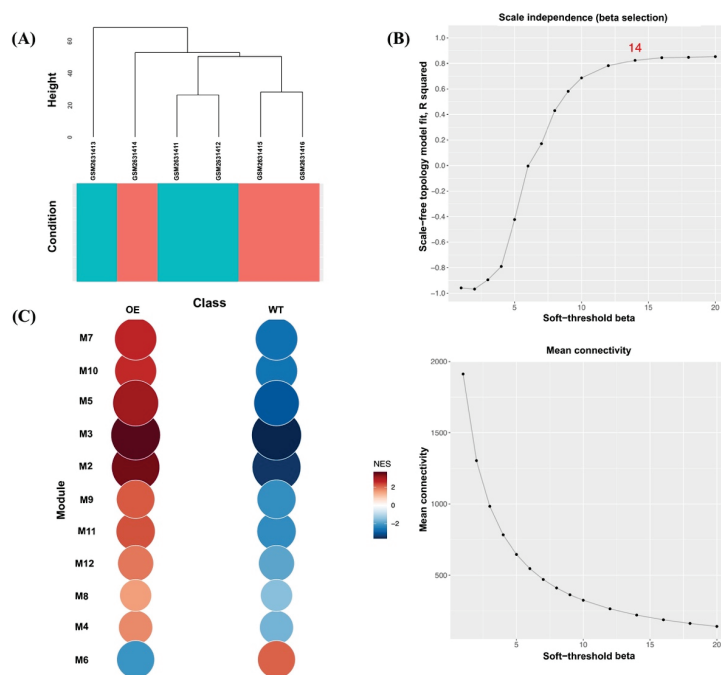 (A)
Height
0
20
40
60
GSM2631413
GSM2631414
GSM2631411
GSM2631412
GSM2631415
GSM2631416
Condition
(B)
Scale independence (beta selection)
14
Scale-free topology model fit, R squared
1.0
0.8
0.6
0.4
0.2
0.0
−0.2
−0.4
−0.6
−0.8
−1.0
5
10
15
20
Soft-threshold beta
(C)
Class
OE
WT
Module
M7
M10
M5
M3
M2
M9
M11
M12
M8
M4
M6
NES
2
0
−2
Mean connectivity
Mean connectivity
2000
1500
1000
500
5
10
15
20
Soft-threshold beta